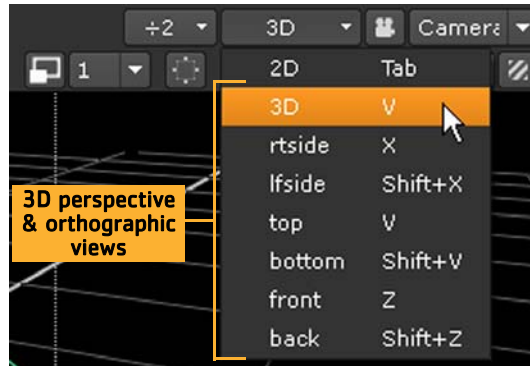 ÷2 3D Camera
1
2D Tab
3D V
rtside X
lfside Shift+X
top V
bottom Shift+V
front Z
back Shift+Z
3D perspective
& orthographic
views